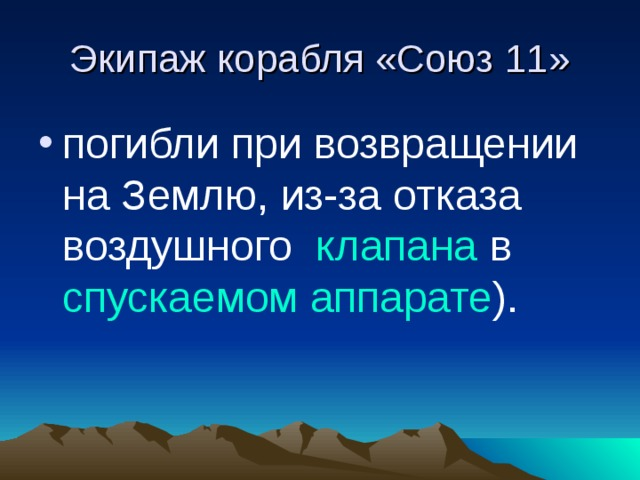 Экипаж корабля «Союз 11»
• погибли при возвращении
на Землю, из-за отказа
воздушного клапана в
спускаемом аппарате).